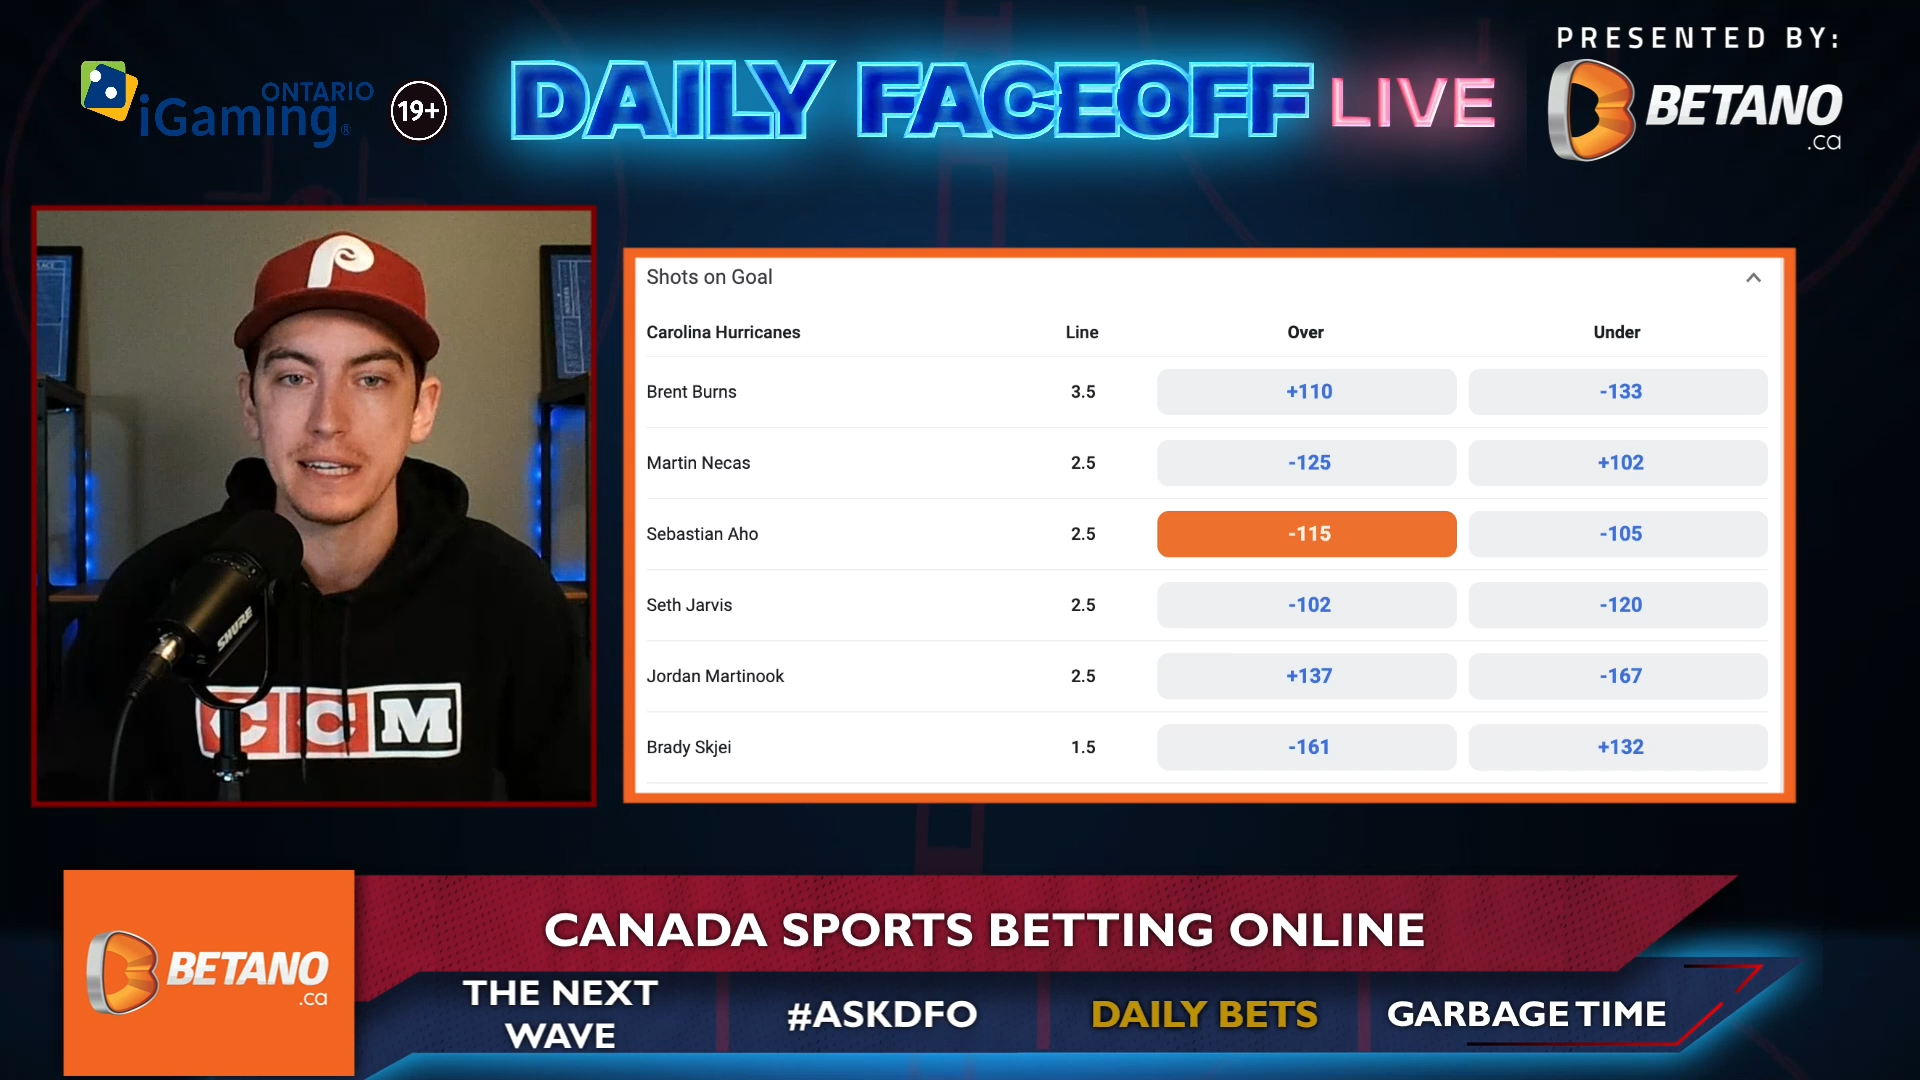 ONTARIO
iGaming®
19+
DAILY FACEOFF LIVE
PRESENTED BY:
BETANO
.ca
P
SHURE
CCM
Shots on Goal
Carolina Hurricanes Line Over Under
Brent Burns 3.5 +110 -133
Martin Necas 2.5 -125 +102
Sebastian Aho 2.5 -115 -105
Seth Jarvis 2.5 -102 -120
Jordan Martinook 2.5 +137 -167
Brady Skjei 1.5 -161 +132
BETANO
.ca
CANADA SPORTS BETTING ONLINE
THE NEXT
WAVE
#ASKDFO
DAILY BETS
GARBAGE TIME